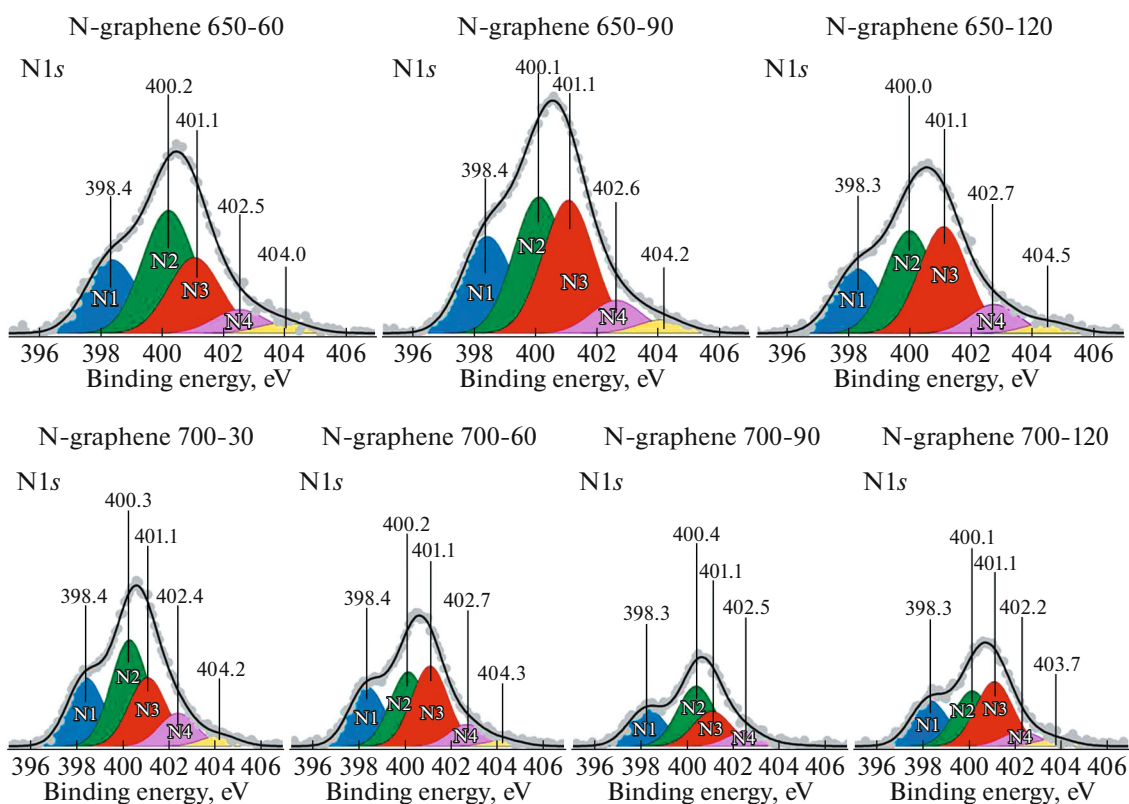 N-graphene 650-60
N1s
400.2
401.1
398.4
402.5
404.0
N1
N2
N3
N4
396 398 400 402 404 406
Binding energy, eV
N-graphene 650-90
N1s
400.1
401.1
398.4
402.6
404.2
N1
N2
N3
N4
396 398 400 402 404 406
Binding energy, eV
N-graphene 650-120
N1s
400.0
401.1
398.3
402.7
404.5
N1
N2
N3
N4
396 398 400 402 404 406
Binding energy, eV
N-graphene 700-30
N1s
400.3
401.1
398.4
402.4
404.2
N1
N2
N3
N4
396 398 400 402 404 406
Binding energy, eV
N-graphene 700-60
N1s
400.2
401.1
398.4
402.7
404.3
N1
N2
N3
N4
396 398 400 402 404 406
Binding energy, eV
N-graphene 700-90
N1s
400.4
401.1
398.3
402.5
N1
N2
N3
N4
396 398 400 402 404 406
Binding energy, eV
N-graphene 700-120
N1s
400.1
401.1
398.3
402.2
403.7
N1
N2
N3
N4
396 398 400 402 404 406
Binding energy, eV